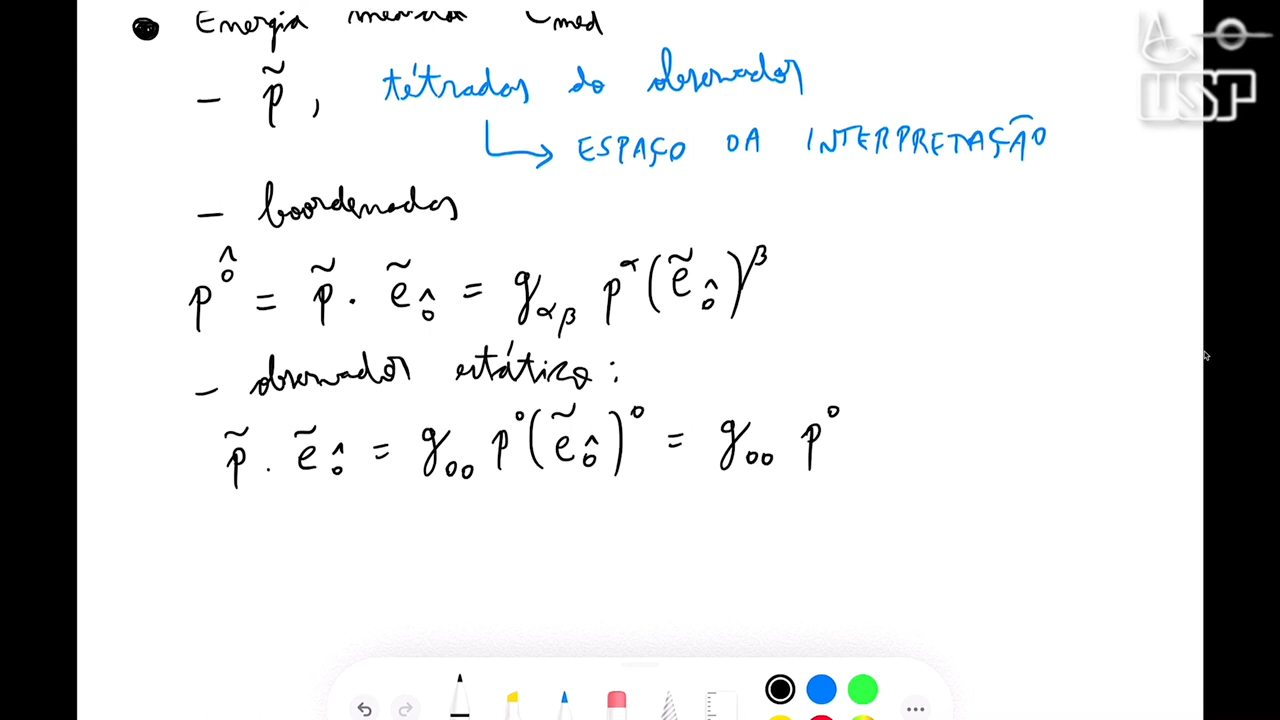 ● Energia medida E_med
– p̃, tétradas do observador
↳ ESPAÇO DA INTERPRETAÇÃO
– Coordenadas
p^0̂ = p̃ · ẽ_0̂ = g_αβ p^α (ẽ_0̂)^β
– observador estático:
p̃ · ẽ_0̂ = g_00 p^0 (ẽ_0̂)^0 = g_00 p^0
USP